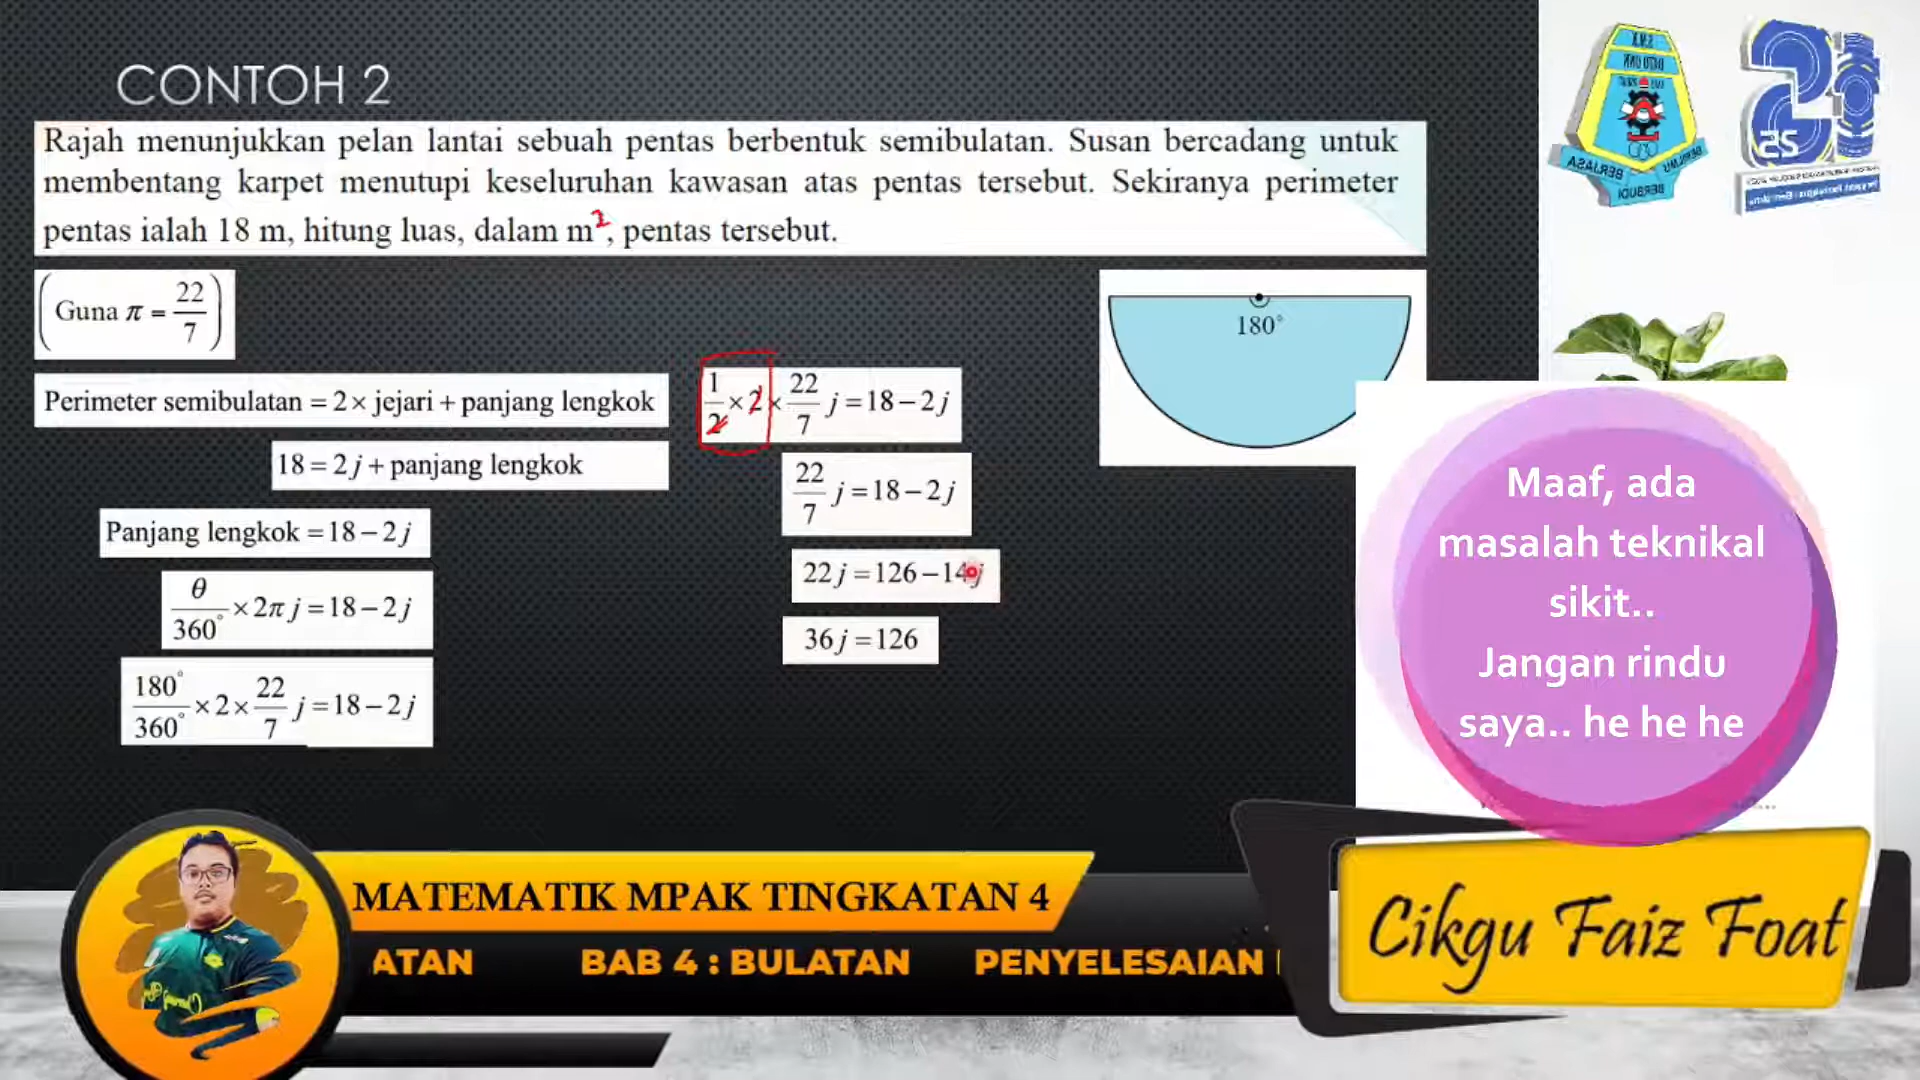 CONTOH 2
Rajah menunjukkan pelan lantai sebuah pentas berbentuk semibulatan. Susan bercadang untuk
membentang karpet menutupi keseluruhan kawasan atas pentas tersebut. Sekiranya perimeter
pentas ialah 18 m, hitung luas, dalam m², pentas tersebut.
(Guna π = 22/7)
180°
Perimeter semibulatan = 2 × jejari + panjang lengkok
18 = 2j + panjang lengkok
Panjang lengkok = 18 – 2j
θ/360° × 2π j = 18 – 2j
180°/360° × 2 × 22/7 j = 18 – 2j
1/2 × 2 × 22/7 j = 18 – 2j
22/7 j = 18 – 2j
22j = 126 – 14j
36j = 126
Maaf, ada
masalah teknikal
sikit..
Jangan rindu
saya.. he he he
MATEMATIK MPAK TINGKATAN 4
ATAN BAB 4 : BULATAN PENYELESAIAN
Cikgu Faiz Foat
BERJASA
BERILMU
BERBUDI
25